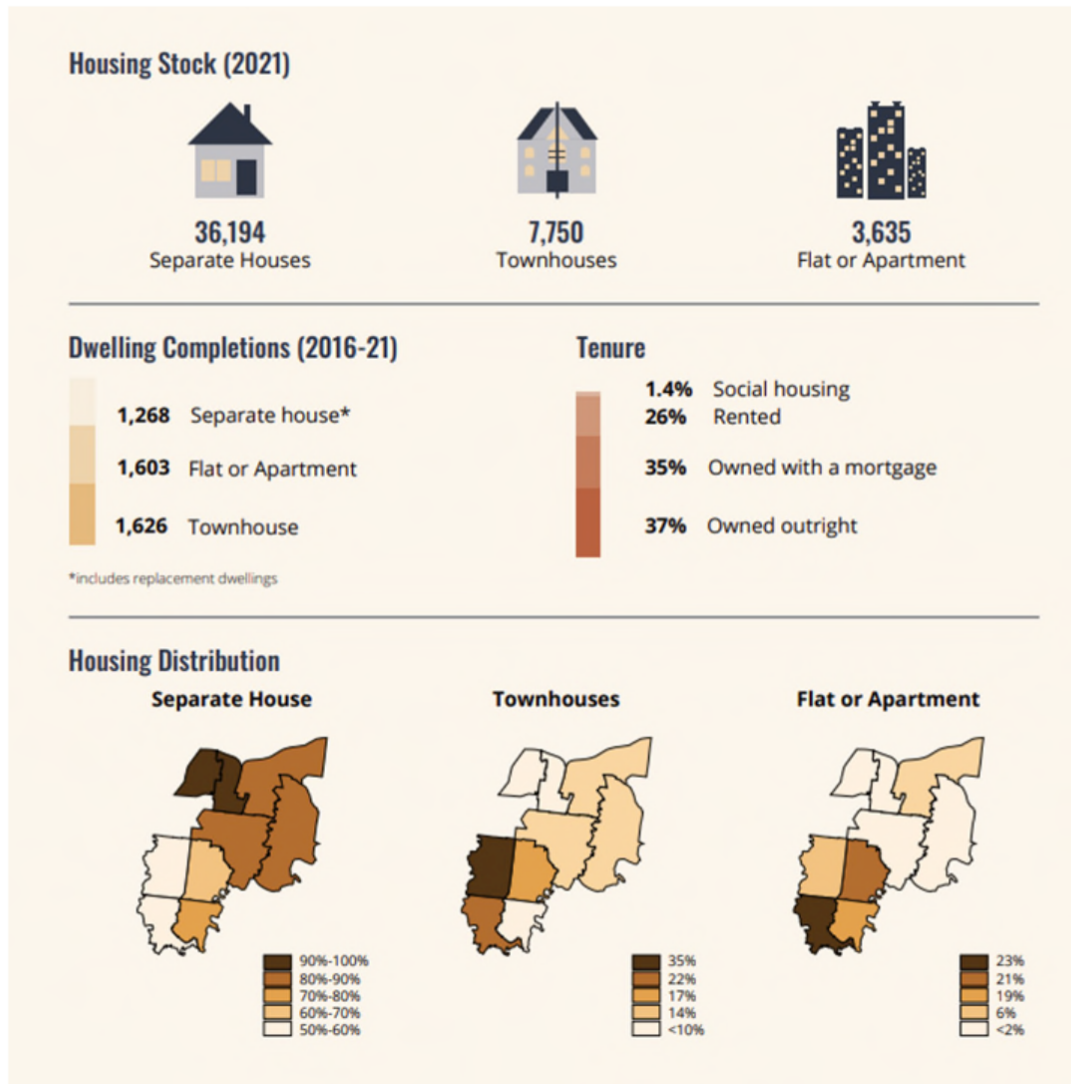 Housing Stock (2021)
36,194
Separate Houses
7,750
Townhouses
3,635
Flat or Apartment
Dwelling Completions (2016-21)
1,268 Separate house*
1,603 Flat or Apartment
1,626 Townhouse
*includes replacement dwellings
Tenure
1.4% Social housing
26% Rented
35% Owned with a mortgage
37% Owned outright
Housing Distribution
Separate House
90%-100%
80%-90%
70%-80%
60%-70%
50%-60%
Townhouses
35%
22%
17%
14%
<10%
Flat or Apartment
23%
21%
19%
6%
<2%